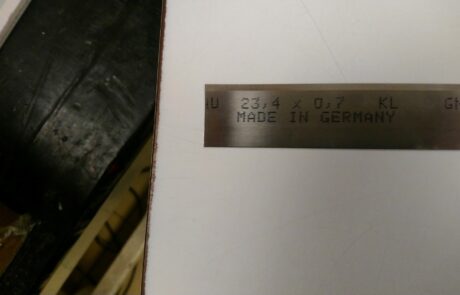 U 23,4 x 0,7 KL
MADE IN GERMANY